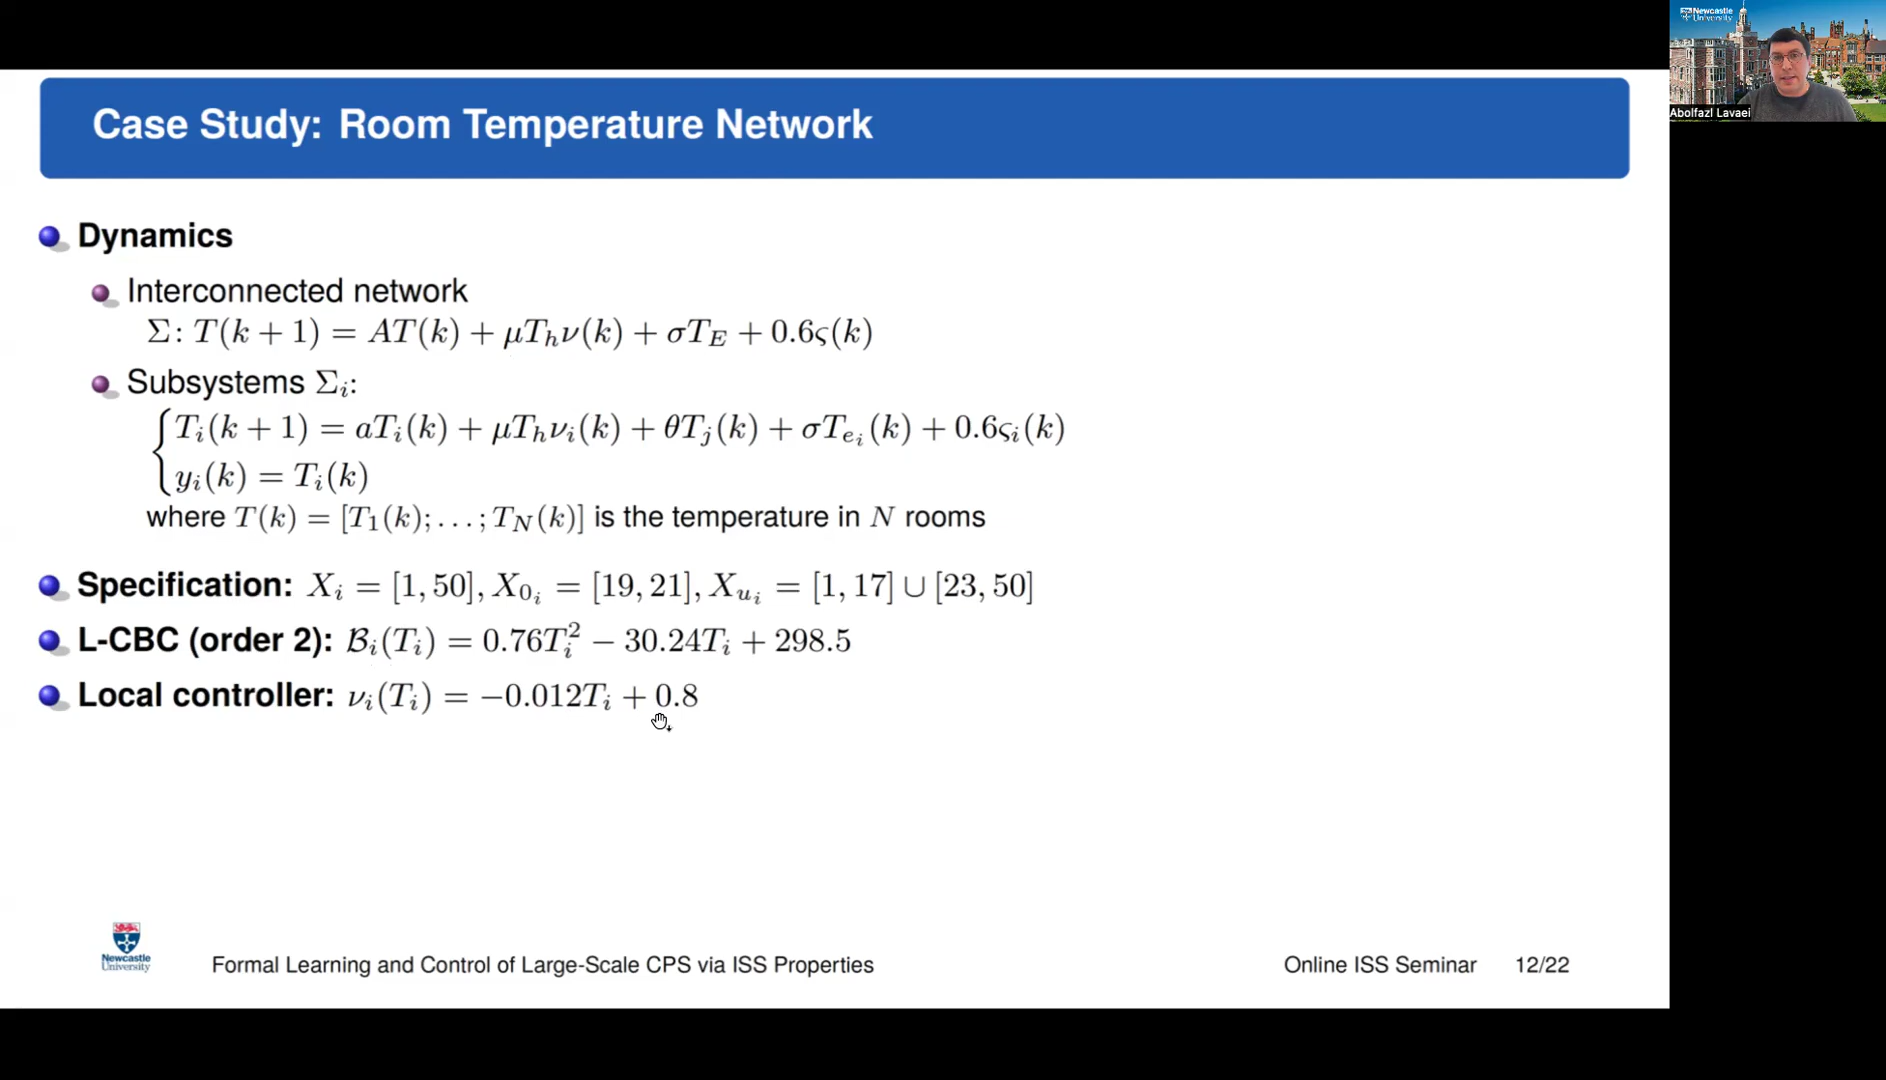 Newcastle
University
Abolfazl Lavaei
Case Study: Room Temperature Network
Dynamics
Interconnected network
Σ: T(k + 1) = AT(k) + μT_hν(k) + σT_E + 0.6ς(k)
Subsystems Σ_i:
T_i(k + 1) = aT_i(k) + μT_hν_i(k) + θT_j(k) + σT_{e_i}(k) + 0.6ς_i(k)
y_i(k) = T_i(k)
where T(k) = [T_1(k); . . . ; T_N(k)] is the temperature in N rooms
Specification: X_i = [1, 50], X_{0_i} = [19, 21], X_{u_i} = [1, 17] ∪ [23, 50]
L-CBC (order 2): ℬ_i(T_i) = 0.76T_i^2 − 30.24T_i + 298.5
Local controller: ν_i(T_i) = −0.012T_i + 0.8
Newcastle
University
Formal Learning and Control of Large-Scale CPS via ISS Properties
Online ISS Seminar 12/22